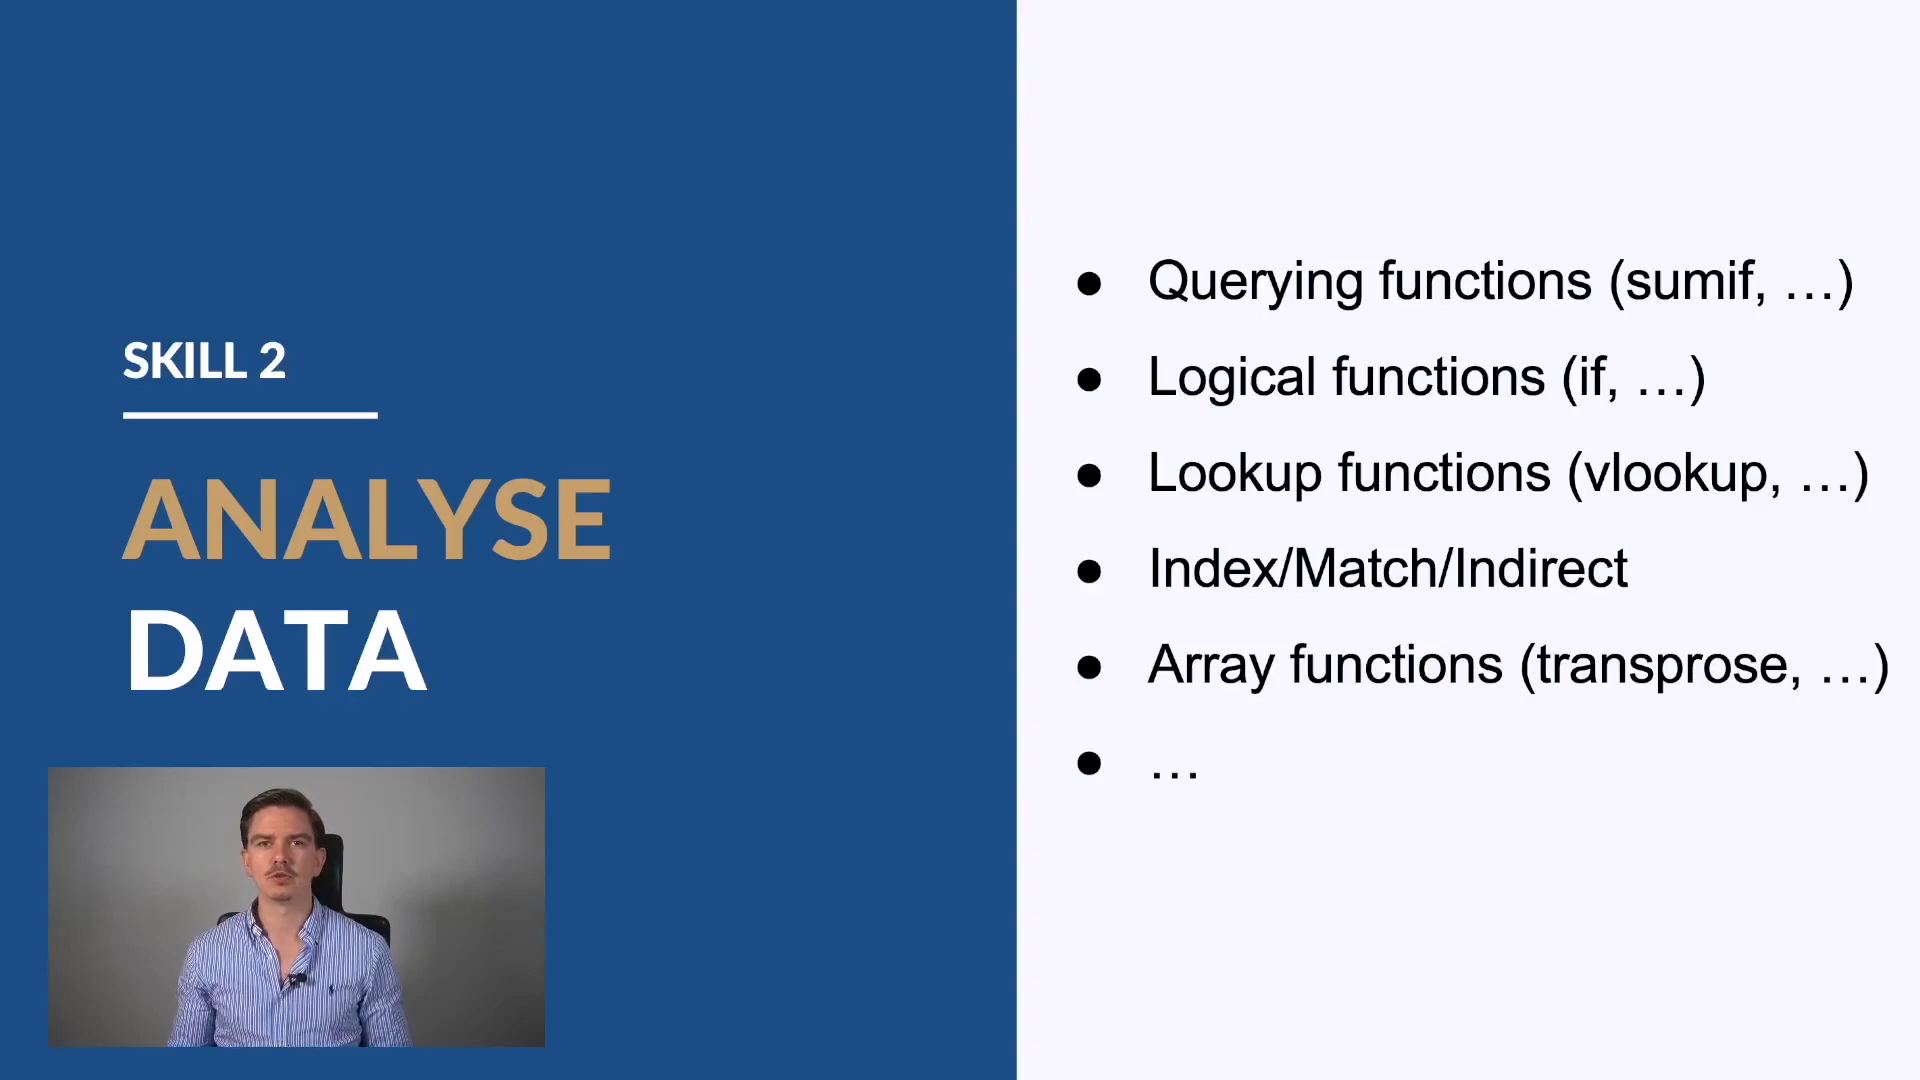 SKILL 2
ANALYSE
DATA
● Querying functions (sumif, …)
● Logical functions (if, …)
● Lookup functions (vlookup, …)
● Index/Match/Indirect
● Array functions (transprose, …)
● …